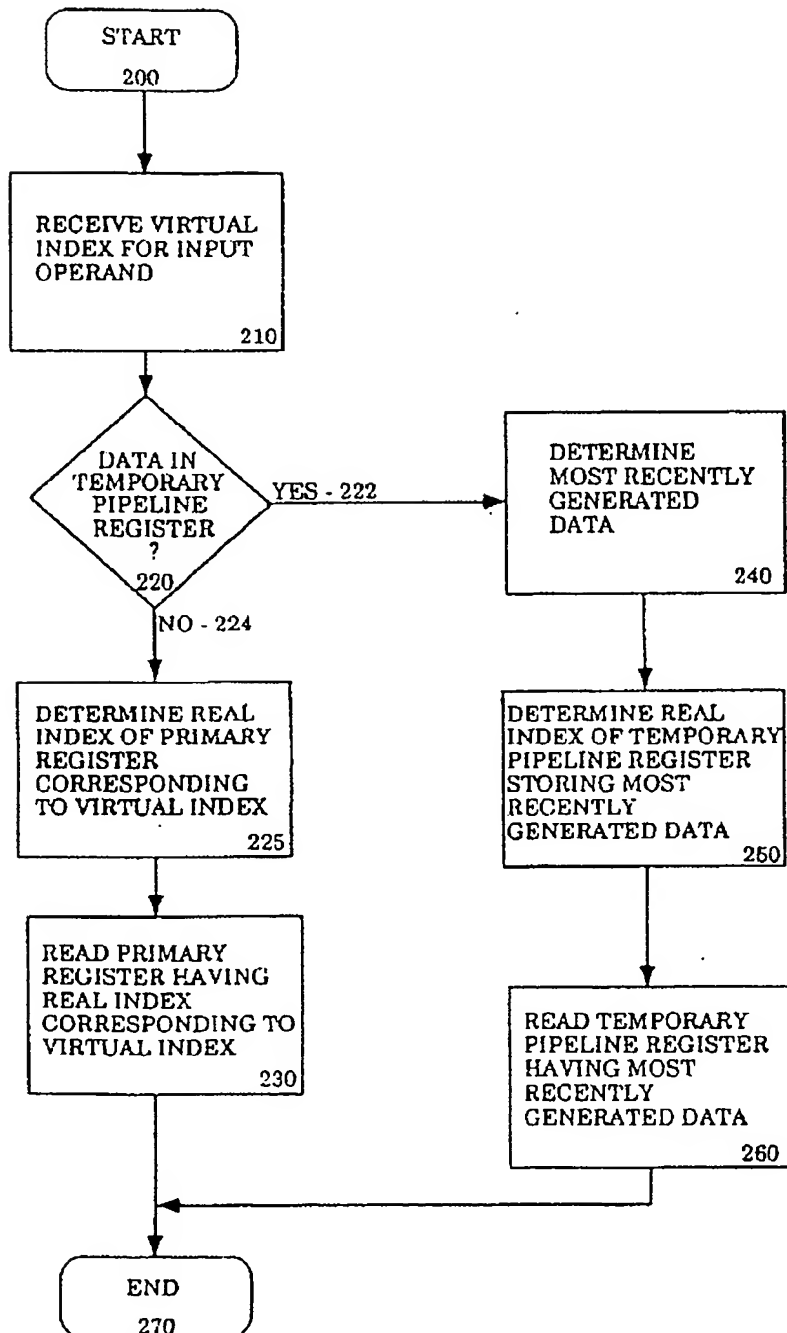 START
200
RECEIVE VIRTUAL
INDEX FOR INPUT
OPERAND
210
DATA IN
TEMPORARY
PIPELINE
REGISTER
?
220
YES - 222
NO - 224
DETERMINE REAL
INDEX OF PRIMARY
REGISTER
CORRESPONDING
TO VIRTUAL INDEX
225
READ PRIMARY
REGISTER HAVING
REAL INDEX
CORRESPONDING TO
VIRTUAL INDEX
230
DETERMINE
MOST RECENTLY
GENERATED
DATA
240
DETERMINE REAL
INDEX OF TEMPORARY
PIPELINE REGISTER
STORING MOST
RECENTLY
GENERATED DATA
250
READ TEMPORARY
PIPELINE REGISTER
HAVING MOST
RECENTLY
GENERATED DATA
260
END
270